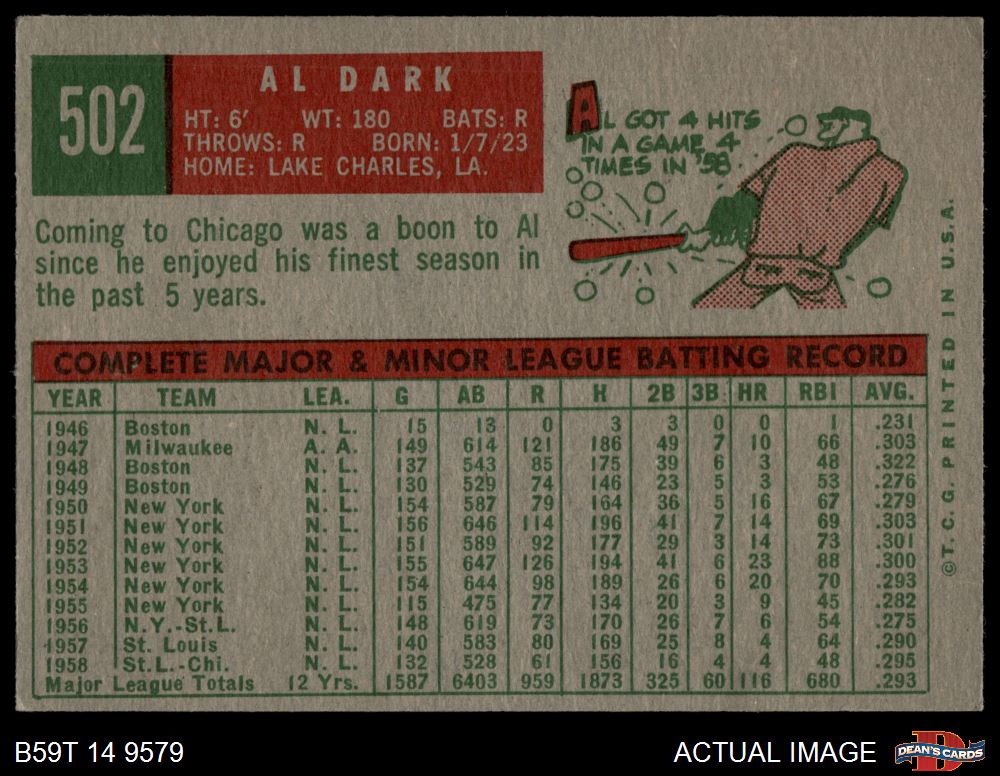 502
AL DARK
HT: 6' WT: 180 BATS: R
THROWS: R BORN: 1/7/23
HOME: LAKE CHARLES, LA.
AL GOT 4 HITS
IN A GAME 4
TIMES IN '58
Coming to Chicago was a boon to Al
since he enjoyed his finest season in
the past 5 years.
COMPLETE MAJOR & MINOR LEAGUE BATTING RECORD
YEAR TEAM LEA. G AB R H 2B 3B HR RBI AVG.
1946 Boston N. L. 15 13 0 3 3 0 0 1 .231
1947 Milwaukee A. A. 149 614 121 186 49 7 10 66 .303
1948 Boston N. L. 137 543 85 175 39 6 3 48 .322
1949 Boston N. L. 130 529 74 146 23 5 3 53 .276
1950 New York N. L. 154 587 79 164 36 5 16 67 .279
1951 New York N. L. 156 646 114 196 41 7 14 69 .303
1952 New York N. L. 151 589 92 177 29 3 14 73 .301
1953 New York N. L. 155 647 126 194 41 6 23 88 .300
1954 New York N. L. 154 644 98 189 26 6 20 70 .293
1955 New York N. L. 115 475 77 134 20 3 9 45 .282
1956 N.Y.-St.L. N. L. 148 619 73 170 26 7 6 54 .275
1957 St. Louis N. L. 140 583 80 169 25 8 4 64 .290
1958 St.L.-Chi. N. L. 132 528 61 156 16 4 4 48 .295
Major League Totals 12 Yrs. 1587 6403 959 1873 325 60 116 680 .293
©T. C. G. PRINTED IN U.S.A.
B59T 14 9579
ACTUAL IMAGE
D
DEAN'S CARDS